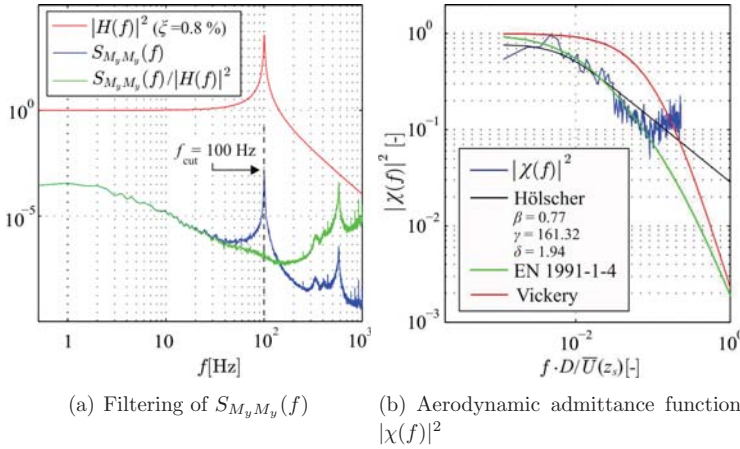 |H(f)|² (ξ=0.8 %)
S_{M_yM_y}(f)
S_{M_yM_y}(f)/|H(f)|²
10⁰
10⁻⁵
f_cut = 100 Hz
1
10
10²
10³
f[Hz]
(a) Filtering of S_{M_yM_y}(f)
10⁰
10⁻¹
10⁻²
10⁻³
|χ(f)|² [-]
|χ(f)|²
Hölscher
β = 0.77
γ = 161.32
δ = 1.94
EN 1991-1-4
Vickery
10⁻²
10⁰
f·D/U̅(z_s)[-]
(b) Aerodynamic admittance function
|χ(f)|²